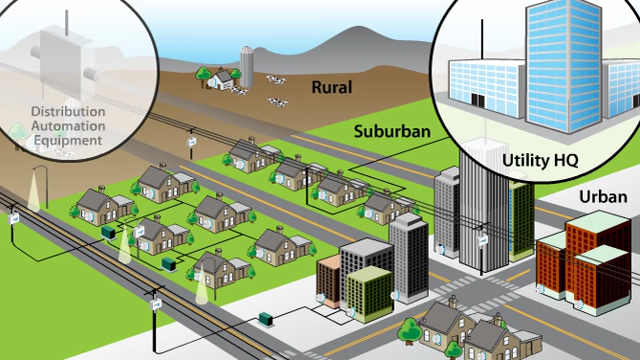 Distribution
Automation
Equipment
Rural
Suburban
Utility HQ
Urban